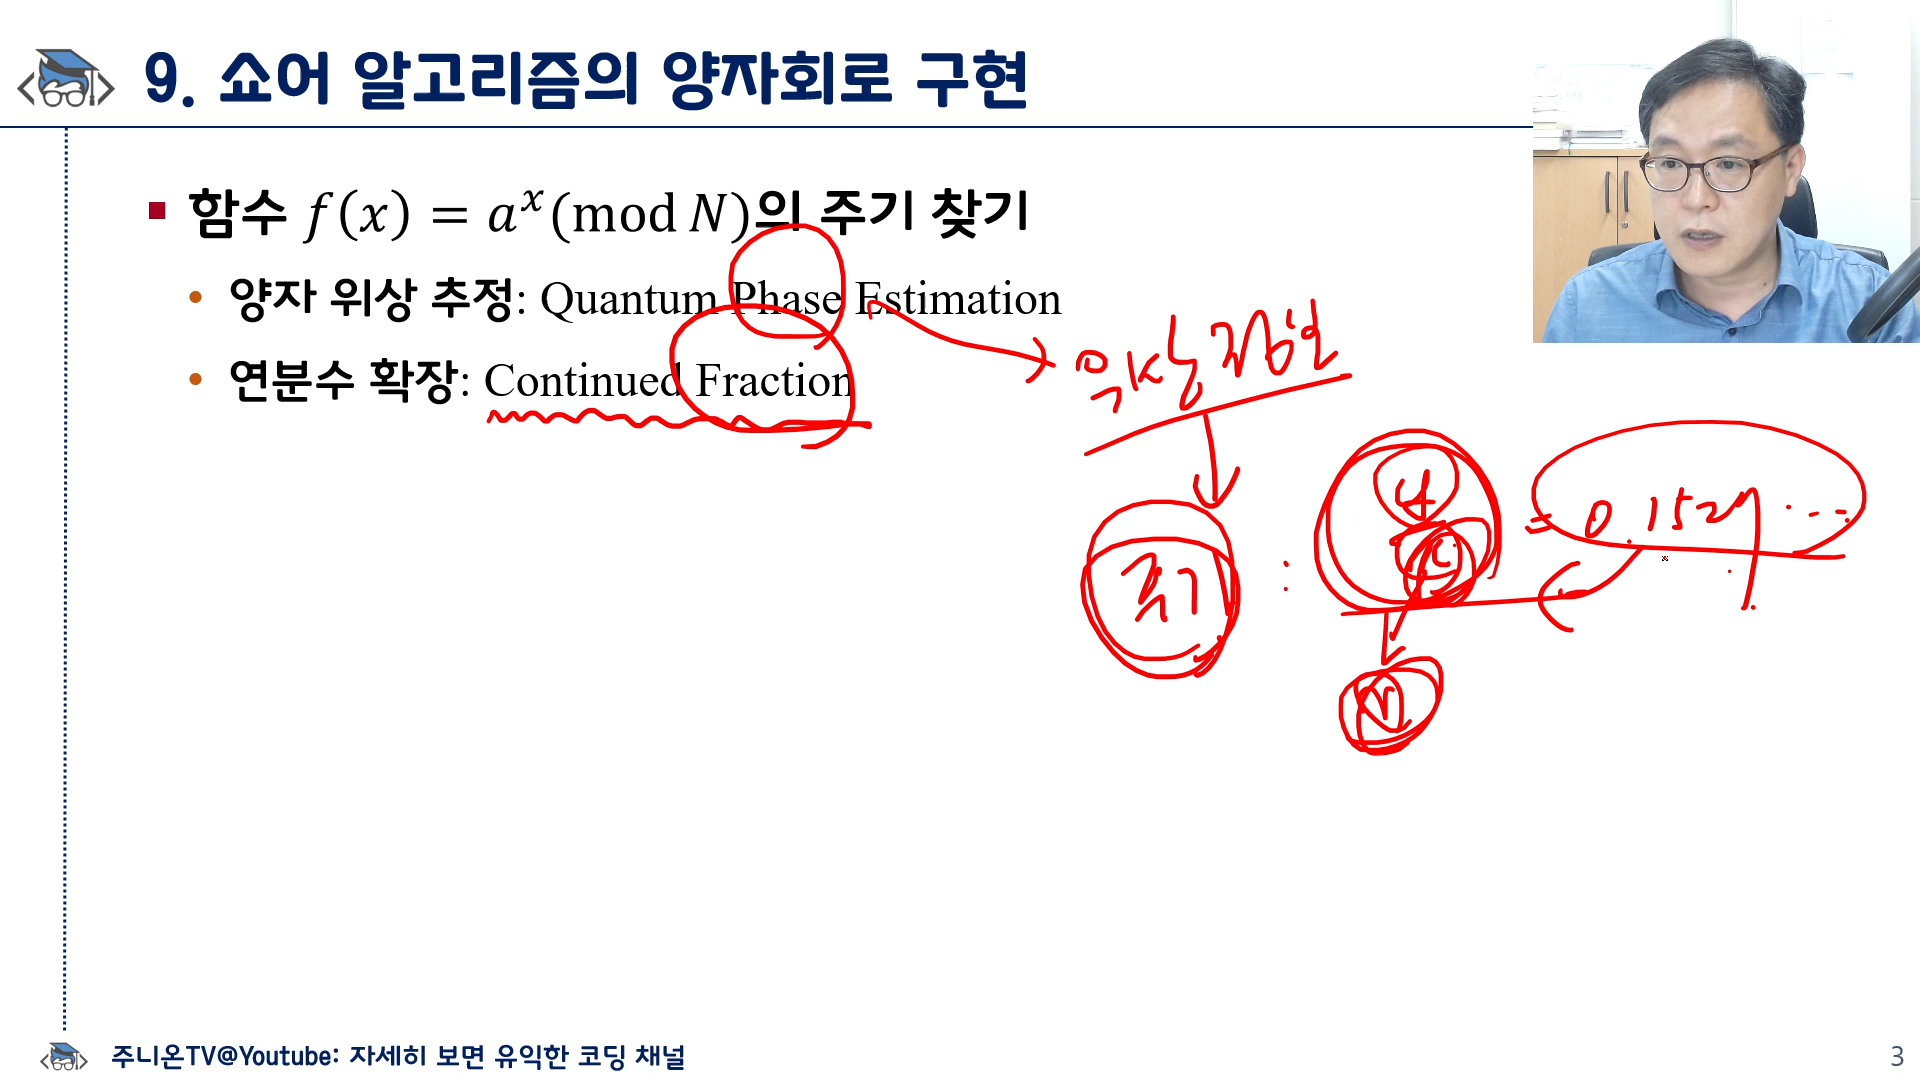 9. 쇼어 알고리즘의 양자회로 구현
함수 f(x) = a^x(mod N)의 주기 찾기
양자 위상 추정: Quantum Phase Estimation
연분수 확장: Continued Fraction
위상 정보
주기 :
= 0.1529...
r
주니온TV@Youtube: 자세히 보면 유익한 코딩 채널
3